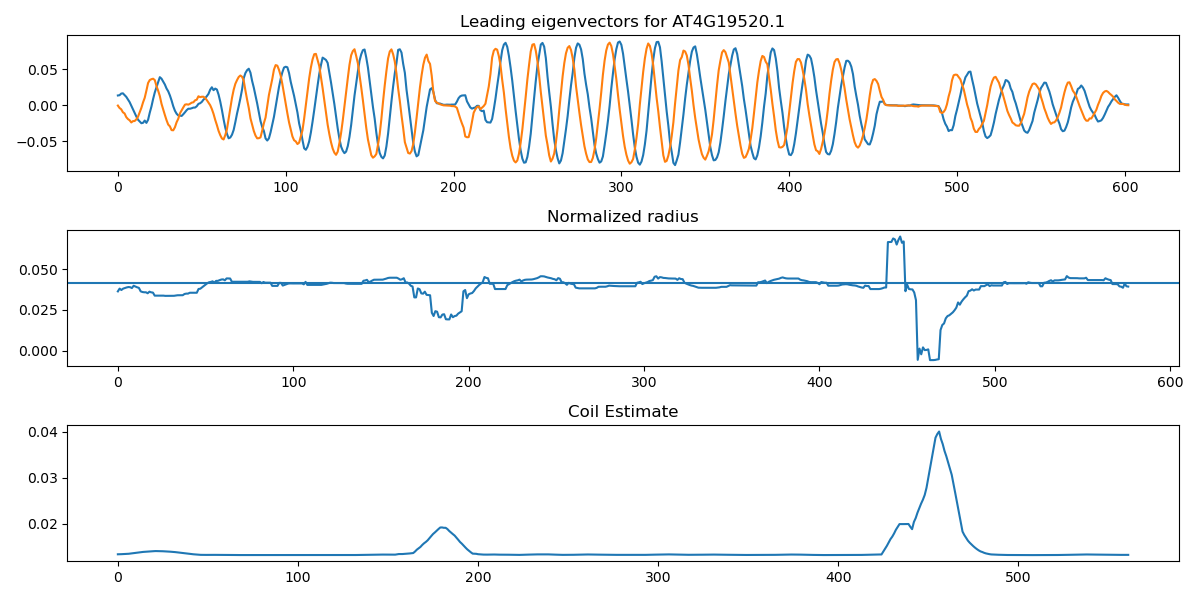 Leading eigenvectors for AT4G19520.1
0.05
0.00
−0.05
0 100 200 300 400 500 600
Normalized radius
0.050
0.025
0.000
0 100 200 300 400 500 600
Coil Estimate
0.04
0.03
0.02
0 100 200 300 400 500